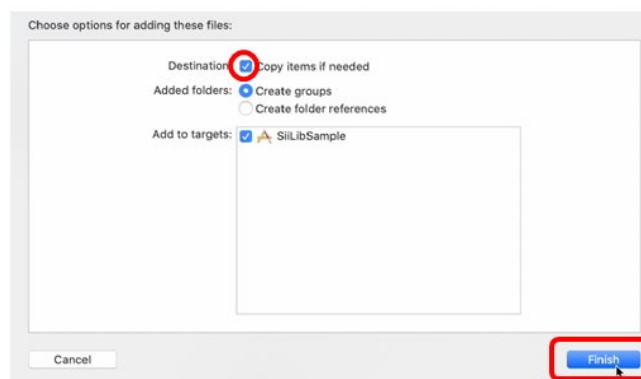 Choose options for adding these files:
Destination: Copy items if needed
Added folders: Create groups
Create folder references
Add to targets: SiiLibSample
Cancel
Finish